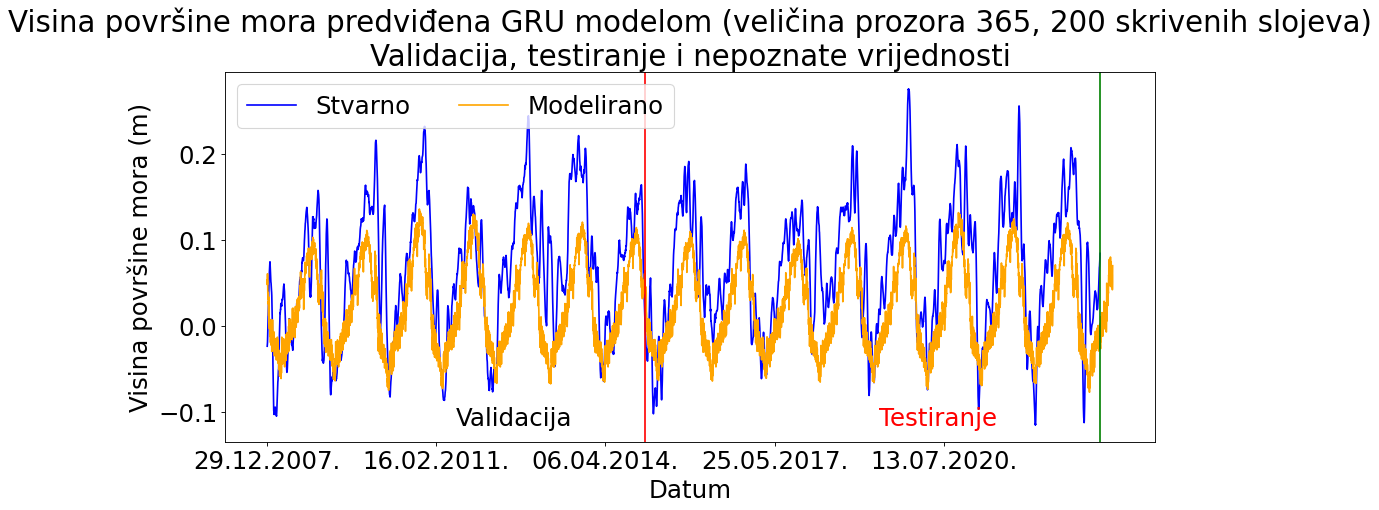 Visina površine mora predviđena GRU modelom (veličina prozora 365, 200 skrivenih slojeva)
Validacija, testiranje i nepoznate vrijednosti
Stvarno Modelirano
Visina površine mora (m)
0.2
0.1
0.0
−0.1
Validacija Testiranje
29.12.2007. 16.02.2011. 06.04.2014. 25.05.2017. 13.07.2020.
Datum